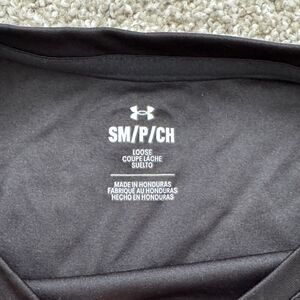 SM/P/CH
LOOSE
COUPE LÂCHE
SUELTO
MADE IN HONDURAS
FABRIQUÉ AU HONDURAS
HECHO EN HONDURAS